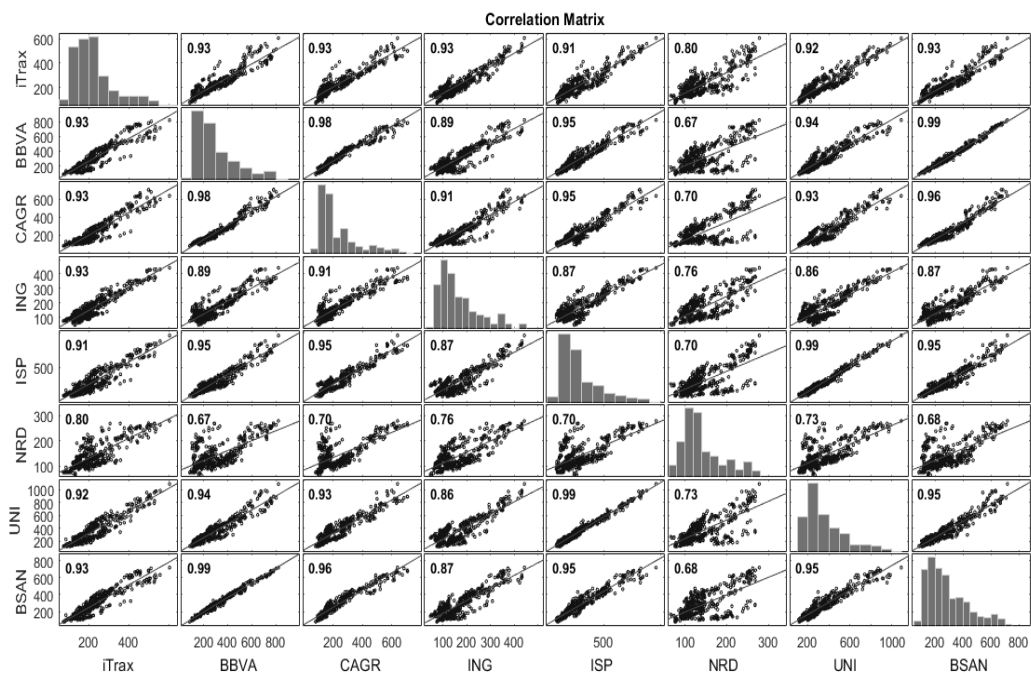 Correlation Matrix
iTrax 600 400 200 0.93 0.93 0.93 0.91 0.80 0.92 0.93
BBVA 800 600 400 200 0.93 0.98 0.89 0.95 0.67 0.94 0.99
CAGR 600 400 200 0.93 0.98 0.91 0.95 0.70 0.93 0.96
ING 400 300 200 100 0.93 0.89 0.91 0.87 0.76 0.86 0.87
ISP 500 0.91 0.95 0.95 0.87 0.70 0.99 0.95
NRD 300 200 100 0.80 0.67 0.70 0.76 0.70 0.73 0.68
UNI 1000 800 600 400 200 0.92 0.94 0.93 0.86 0.99 0.73 0.95
BSAN 800 600 400 200 0.93 0.99 0.96 0.87 0.95 0.68 0.95
200 400 200 400 600 800 200 400 600 100 200 300 400 500 100 200 300 200 600 1000 200 400 600 800
iTrax BBVA CAGR ING ISP NRD UNI BSAN